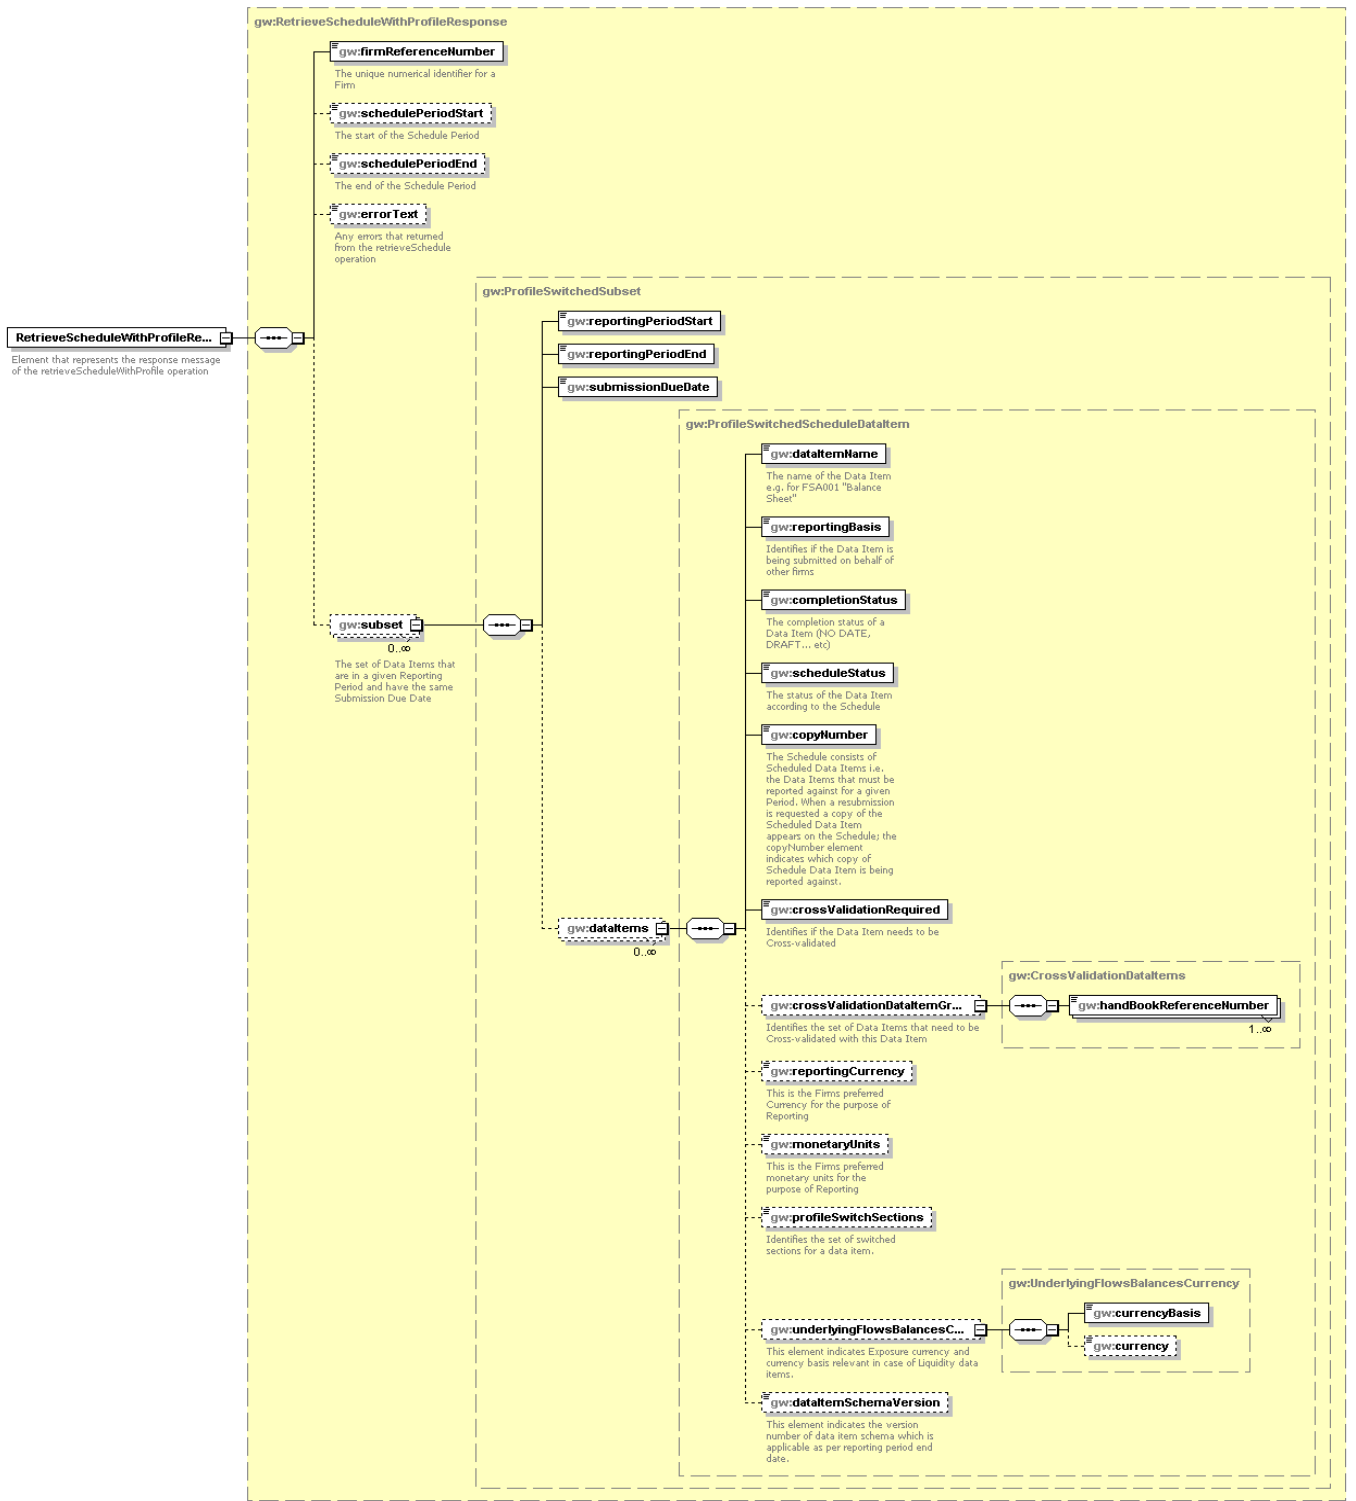 gw:RetrieveScheduleWithProfileResponse
gw:firmReferenceNumber
The unique numerical identifier for a
Firm
gw:schedulePeriodStart
The start of the Schedule Period
gw:schedulePeriodEnd
The end of the Schedule Period
gw:errorText
Any errors that returned
from the retrieveSchedule
operation
RetrieveScheduleWithProfileRe...
Element that represents the response message
of the retrieveScheduleWithProfile operation
gw:ProfileSwitchedSubset
gw:reportingPeriodStart
gw:reportingPeriodEnd
gw:submissionDueDate
gw:subset
0..∞
The set of Data Items that
are in a given Reporting
Period and have the same
Submission Due Date
gw:ProfileSwitchedScheduleDataItem
gw:dataItemName
The name of the Data Item
e.g. for FSA001 "Balance
Sheet"
gw:reportingBasis
Identifies if the Data Item is
being submitted on behalf of
other firms
gw:completionStatus
The completion status of a
Data Item (NO DATE,
DRAFT... etc)
gw:scheduleStatus
The status of the Data Item
according to the Schedule
gw:copyNumber
The Schedule consists of
Scheduled Data Items i.e.
the Data Items that must be
reported against for a given
Period. When a resubmission
is requested a copy of the
Scheduled Data Item
appears on the Schedule; the
copyNumber element
indicates which copy of
Schedule Data Item is being
reported against.
gw:dataItems
0..∞
gw:crossValidationRequired
Identifies if the Data Item needs to be
Cross-validated
gw:crossValidationDataItemGr...
Identifies the set of Data Items that need to be
Cross-validated with this Data Item
gw:CrossValidationDataItems
gw:handBookReferenceNumber
1..∞
gw:reportingCurrency
This is the Firms preferred
Currency for the purpose of
Reporting
gw:monetaryUnits
This is the Firms preferred
monetary units for the
purpose of Reporting
gw:profileSwitchSections
Identifies the set of switched
sections for a data item.
gw:underlyingFlowsBalancesC...
This element indicates Exposure currency and
currency basis relevant in case of Liquidity data
items.
gw:UnderlyingFlowsBalancesCurrency
gw:currencyBasis
gw:currency
gw:dataItemSchemaVersion
This element indicates the version
number of data item schema which is
applicable as per reporting period end
date.